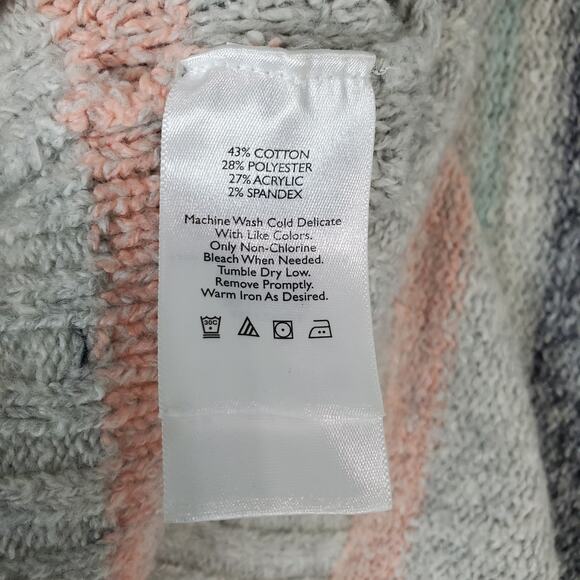 43% COTTON
28% POLYESTER
27% ACRYLIC
2% SPANDEX
Machine Wash Cold Delicate
With Like Colors.
Only Non-Chlorine
Bleach When Needed.
Tumble Dry Low.
Remove Promptly.
Warm Iron As Desired.
30C